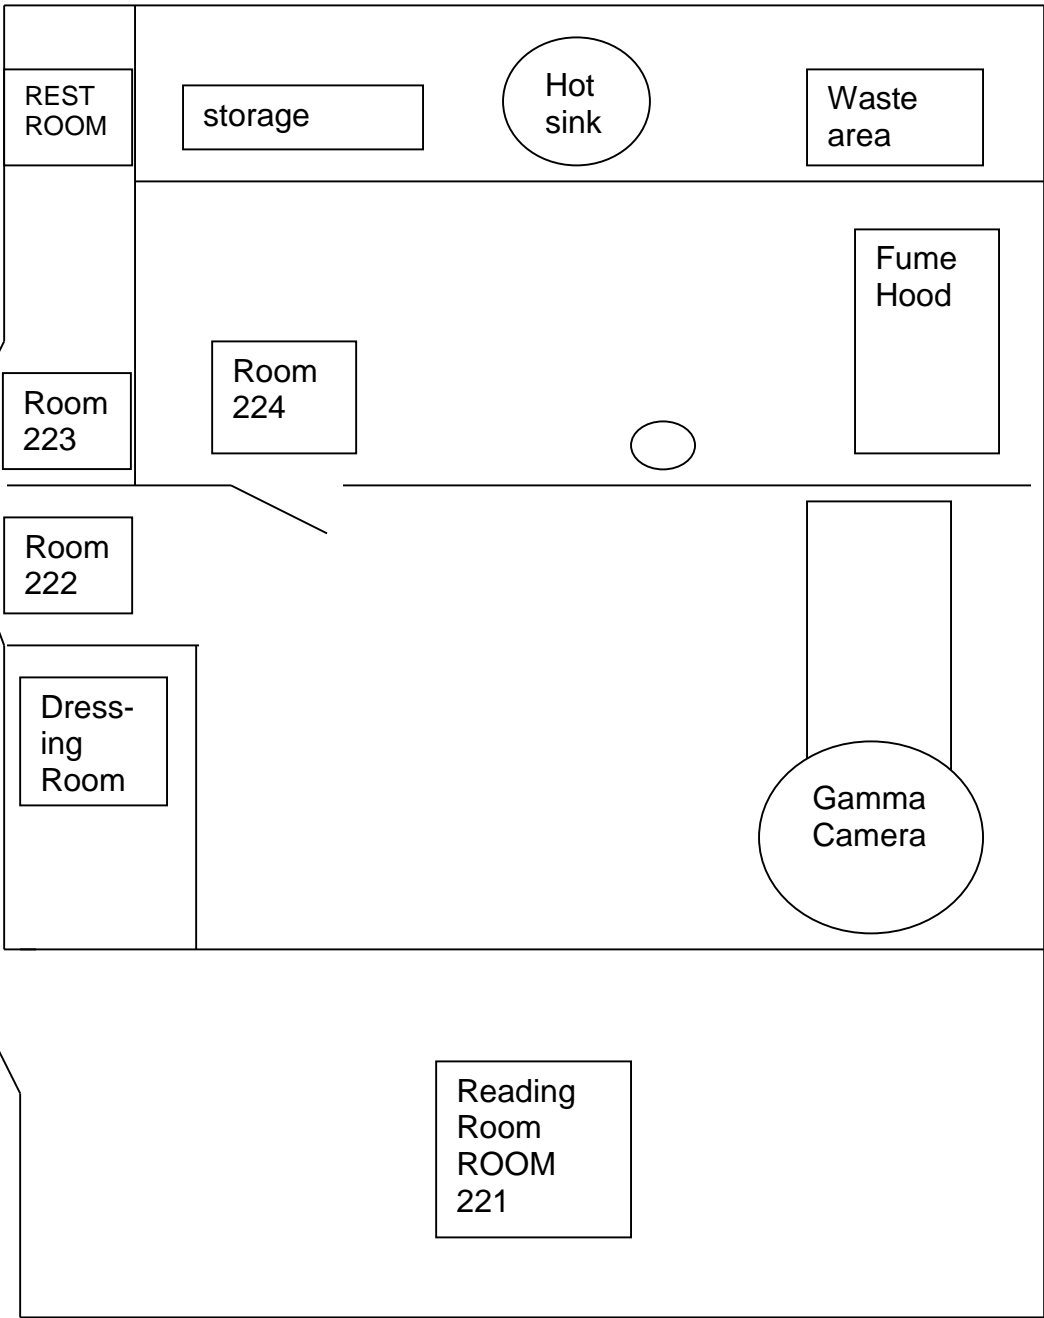 REST
ROOM
storage
Hot
sink
Waste
area
Fume
Hood
Room
224
Room
223
Room
222
Dress-
ing
Room
Gamma
Camera
Reading
Room
ROOM
221